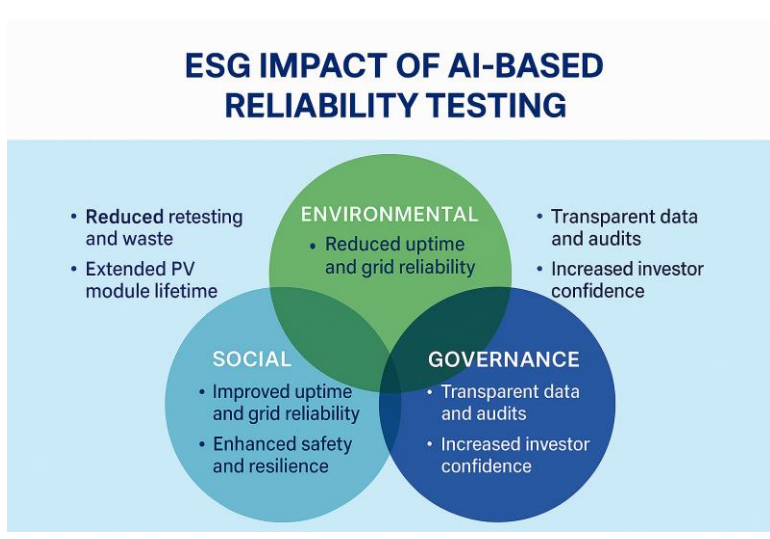 ESG IMPACT OF AI-BASED
RELIABILITY TESTING
• Reduced retesting
and waste
• Extended PV
module lifetime
ENVIRONMENTAL
• Reduced uptime
and grid reliability
• Transparent data
and audits
• Increased investor
confidence
SOCIAL
• Improved uptime
and grid reliability
• Enhanced safety
and resilience
GOVERNANCE
• Transparent data
and audits
• Increased investor
confidence